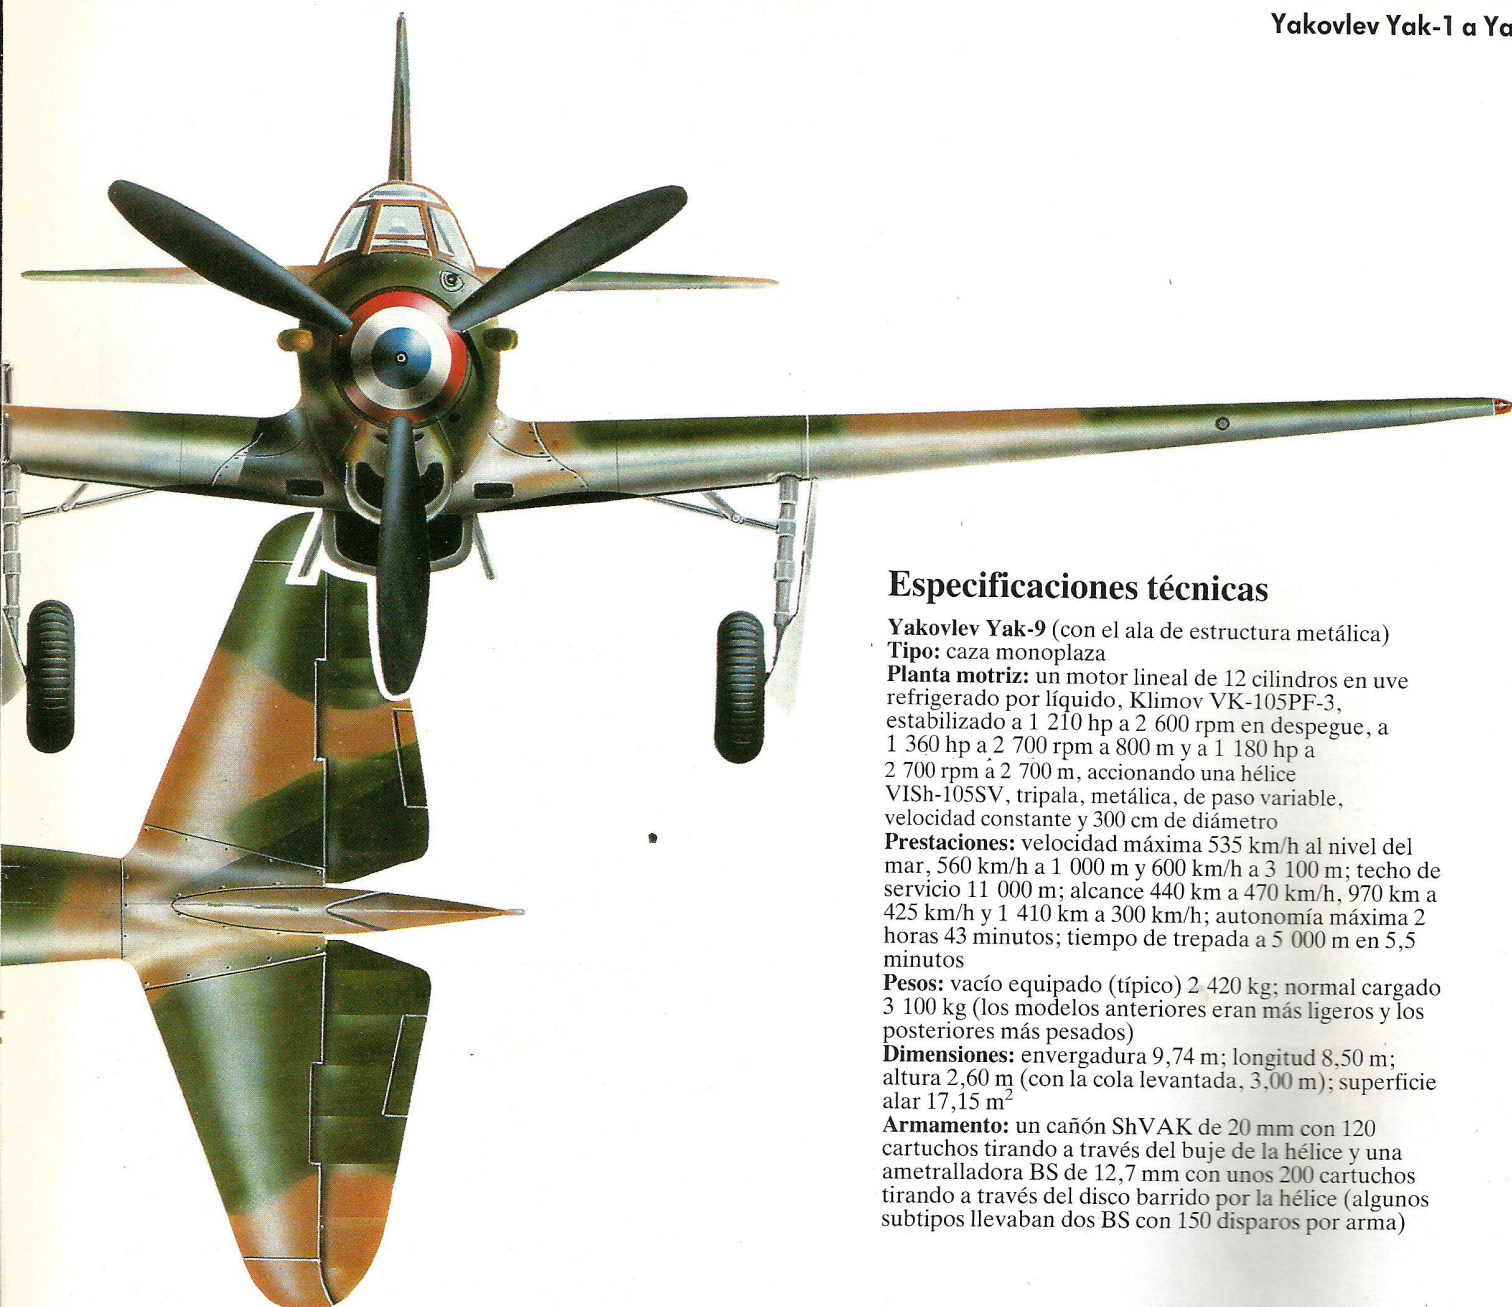 Yakovlev Yak-1 a Ya
Especificaciones técnicas
Yakovlev Yak-9 (con el ala de estructura metálica)
Tipo: caza monoplaza
Planta motriz: un motor lineal de 12 cilindros en uve
refrigerado por líquido, Klimov VK-105PF-3,
estabilizado a 1 210 hp a 2 600 rpm en despegue, a
1 360 hp a 2 700 rpm a 800 m y a 1 180 hp a
2 700 rpm a 2 700 m, accionando una hélice
VISh-105SV, tripala, metálica, de paso variable,
velocidad constante y 300 cm de diámetro
Prestaciones: velocidad máxima 535 km/h al nivel del
mar, 560 km/h a 1 000 m y 600 km/h a 3 100 m; techo de
servicio 11 000 m; alcance 440 km a 470 km/h, 970 km a
425 km/h y 1 410 km a 300 km/h; autonomía máxima 2
horas 43 minutos; tiempo de trepada a 5 000 m en 5,5
minutos
Pesos: vacío equipado (típico) 2 420 kg; normal cargado
3 100 kg (los modelos anteriores eran más ligeros y los
posteriores más pesados)
Dimensiones: envergadura 9,74 m; longitud 8,50 m;
altura 2,60 m (con la cola levantada, 3,00 m); superficie
alar 17,15 m²
Armamento: un cañón ShVAK de 20 mm con 120
cartuchos tirando a través del buje de la hélice y una
ametralladora BS de 12,7 mm con unos 200 cartuchos
tirando a través del disco barrido por la hélice (algunos
subtipos llevaban dos BS con 150 disparos por arma)